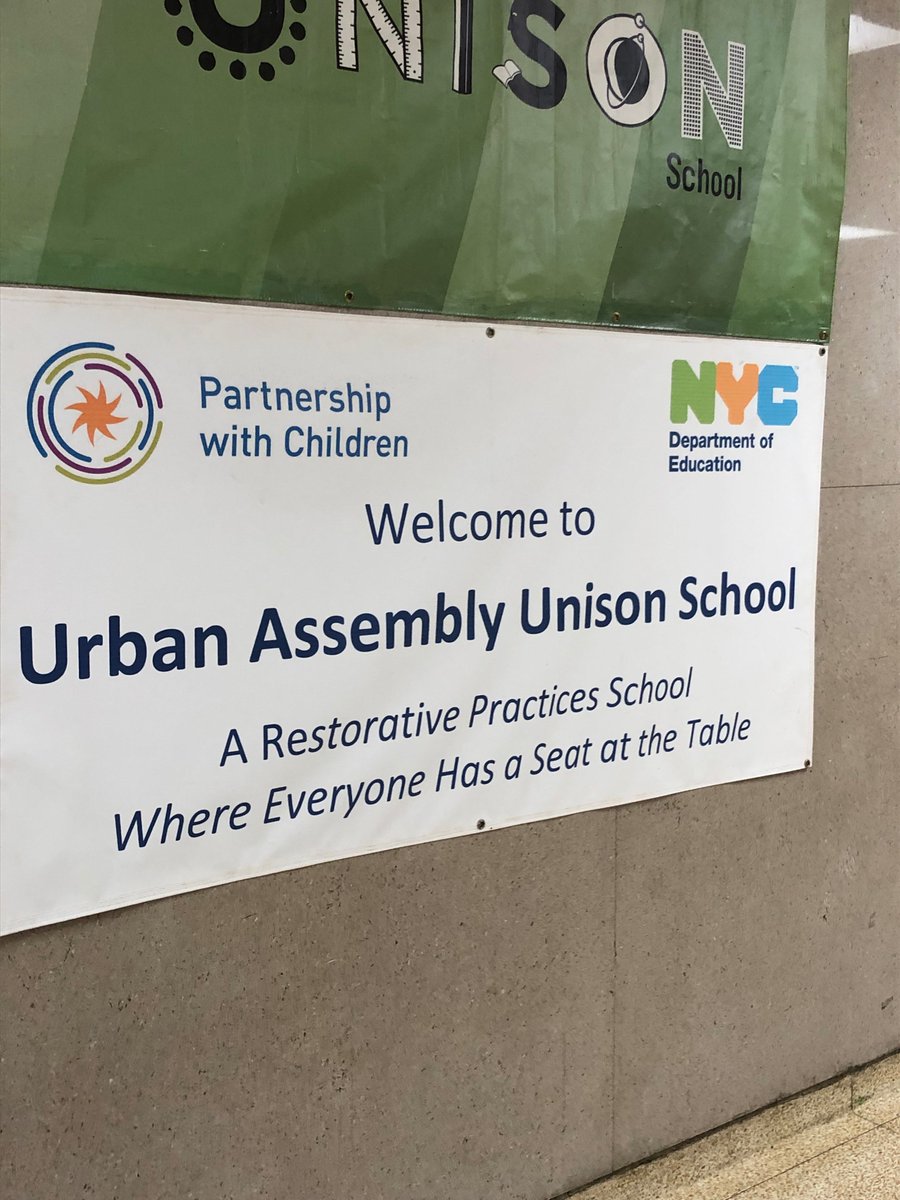 UNISON
School
Partnership
with Children
NYC
Department of
Education
Welcome to
Urban Assembly Unison School
A Restorative Practices School
Where Everyone Has a Seat at the Table